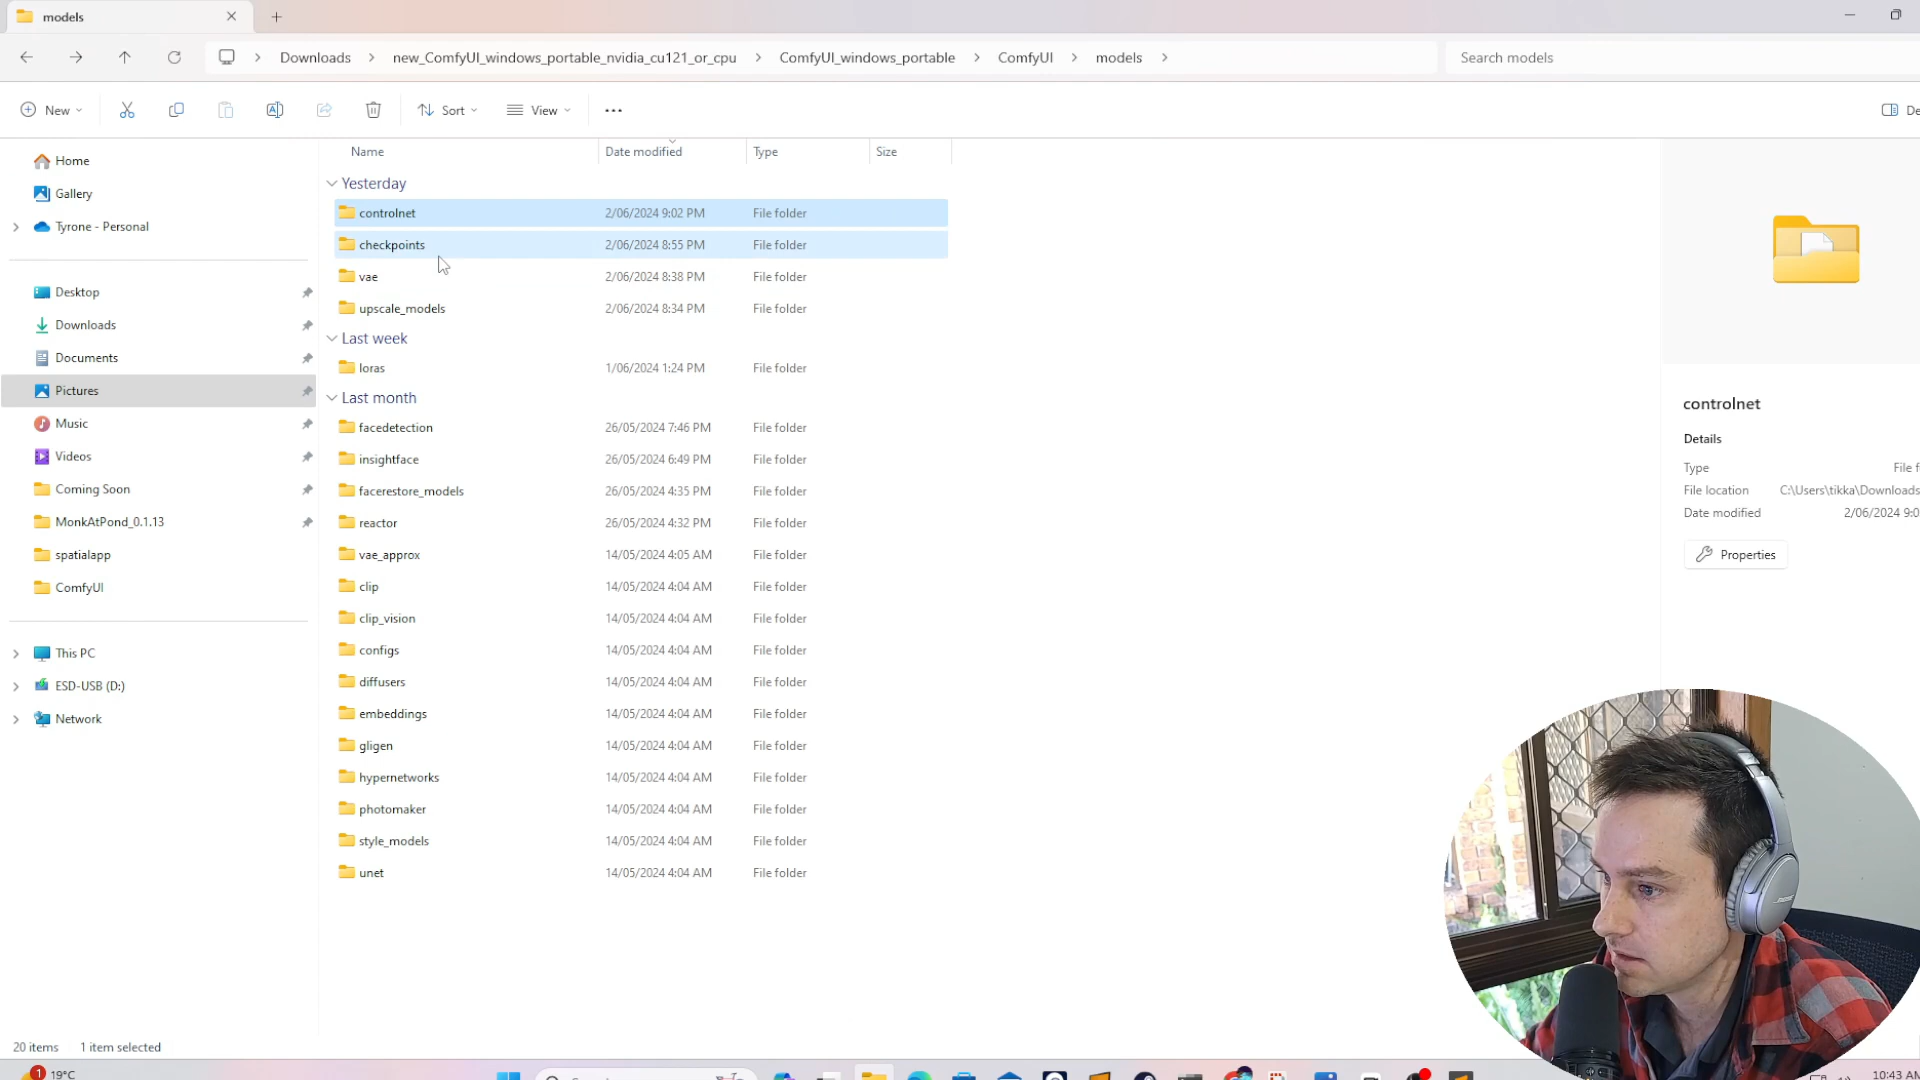 models
Downloads > new_ComfyUI_windows_portable_nvidia_cu121_or_cpu > ComfyUI_windows_portable > ComfyUI > models >
Search models
New
Sort
View
De
Name Date modified Type Size
Home
Gallery
Tyrone - Personal
Desktop
Downloads
Documents
Pictures
Music
Videos
Coming Soon
MonkAtPond_0.1.13
spatialapp
ComfyUI
This PC
ESD-USB (D:)
Network
Yesterday
controlnet 2/06/2024 9:02 PM File folder
checkpoints 2/06/2024 8:55 PM File folder
vae 2/06/2024 8:38 PM File folder
upscale_models 2/06/2024 8:34 PM File folder
Last week
loras 1/06/2024 1:24 PM File folder
Last month
facedetection 26/05/2024 7:46 PM File folder
insightface 26/05/2024 6:49 PM File folder
facerestore_models 26/05/2024 4:35 PM File folder
reactor 26/05/2024 4:32 PM File folder
vae_approx 14/05/2024 4:05 AM File folder
clip 14/05/2024 4:04 AM File folder
clip_vision 14/05/2024 4:04 AM File folder
configs 14/05/2024 4:04 AM File folder
diffusers 14/05/2024 4:04 AM File folder
embeddings 14/05/2024 4:04 AM File folder
gligen 14/05/2024 4:04 AM File folder
hypernetworks 14/05/2024 4:04 AM File folder
photomaker 14/05/2024 4:04 AM File folder
style_models 14/05/2024 4:04 AM File folder
unet 14/05/2024 4:04 AM File folder
controlnet
Details
Type File f
File location C:\Users\tikka\Downloads
Date modified 2/06/2024 9:0
Properties
20 items 1 item selected
1
19°C
10:43 AM